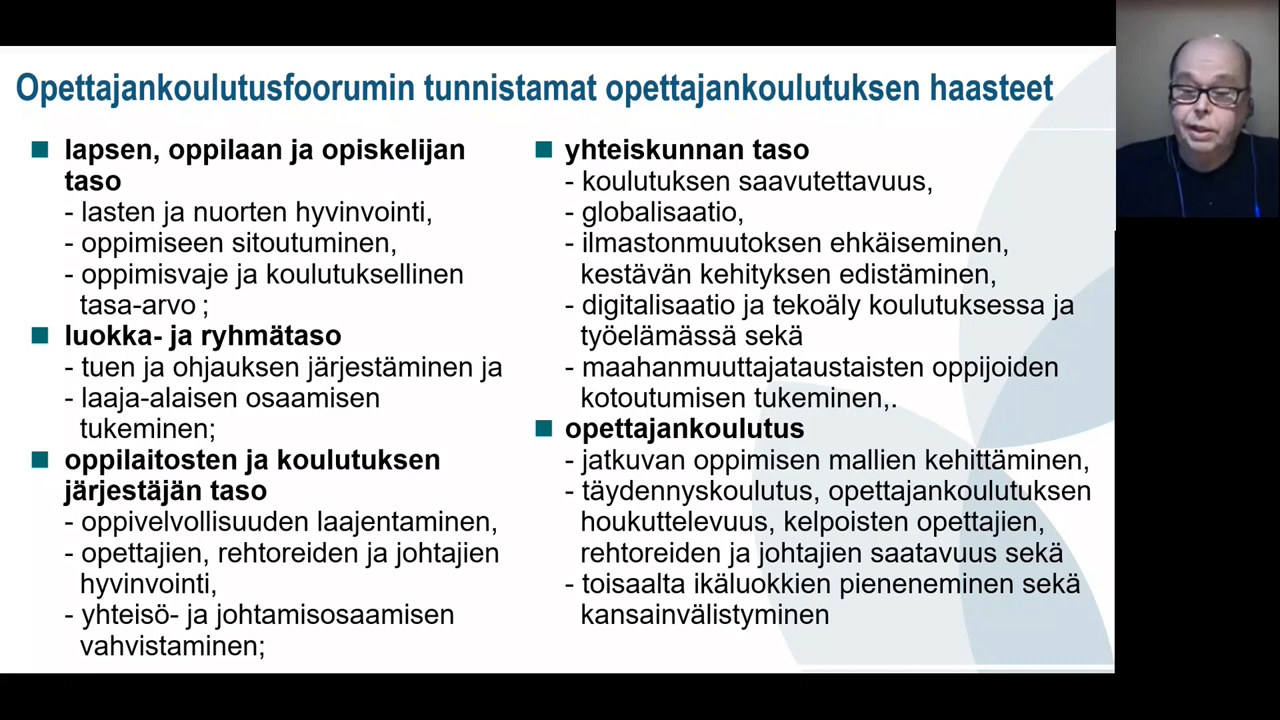 Opettajankoulutusfoorumin tunnistamat opettajankoulutuksen haasteet
lapsen, oppilaan ja opiskelijan
taso
- lasten ja nuorten hyvinvointi,
- oppimiseen sitoutuminen,
- oppimisvaje ja koulutuksellinen
tasa-arvo ;
luokka- ja ryhmätaso
- tuen ja ohjauksen järjestäminen ja
- laaja-alaisen osaamisen
tukeminen;
oppilaitosten ja koulutuksen
järjestäjän taso
- oppivelvollisuuden laajentaminen,
- opettajien, rehtoreiden ja johtajien
hyvinvointi,
- yhteisö- ja johtamisosaamisen
vahvistaminen;
yhteiskunnan taso
- koulutuksen saavutettavuus,
- globalisaatio,
- ilmastonmuutoksen ehkäiseminen,
kestävän kehityksen edistäminen,
- digitalisaatio ja tekoäly koulutuksessa ja
työelämässä sekä
- maahanmuuttajataustaisten oppijoiden
kotoutumisen tukeminen,.
opettajankoulutus
- jatkuvan oppimisen mallien kehittäminen,
- täydennyskoulutus, opettajankoulutuksen
houkuttelevuus, kelpoisten opettajien,
rehtoreiden ja johtajien saatavuus sekä
- toisaalta ikäluokkien pieneneminen sekä
kansainvälistyminen